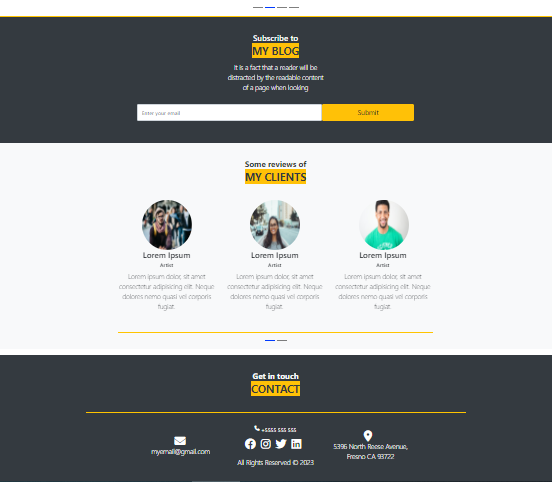 Subscribe to
MY BLOG
It is a fact that a reader will be
distracted by the readable content
of a page when looking
Enter your email
Submit
Some reviews of
MY CLIENTS
Lorem Ipsum
Artist
Lorem ipsum dolor, sit amet
consectetur adipisicing elit. Neque
dolores nemo quasi vel corporis
fugiat.
Lorem Ipsum
Artist
Lorem ipsum dolor, sit amet
consectetur adipisicing elit. Neque
dolores nemo quasi vel corporis
fugiat.
Lorem Ipsum
Artist
Lorem ipsum dolor, sit amet
consectetur adipisicing elit. Neque
dolores nemo quasi vel corporis
fugiat.
Get in touch
CONTACT
myemail@gmail.com
+5555 555 555
All Rights Reserved © 2023
5396 North Reese Avenue,
Fresno CA 93722